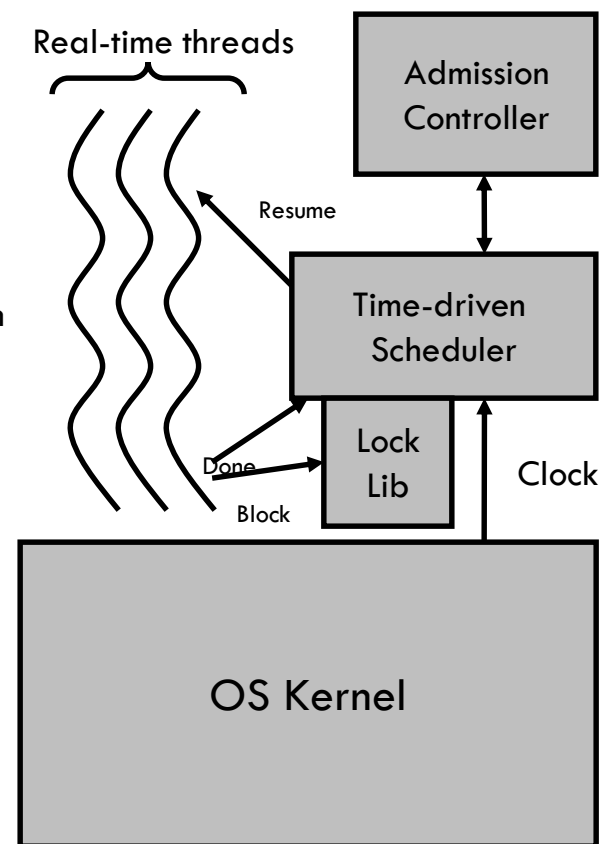 Real-time threads
Admission
Controller
Resume
Time-driven
Scheduler
Done
Lock
Lib
Clock
Block
OS Kernel